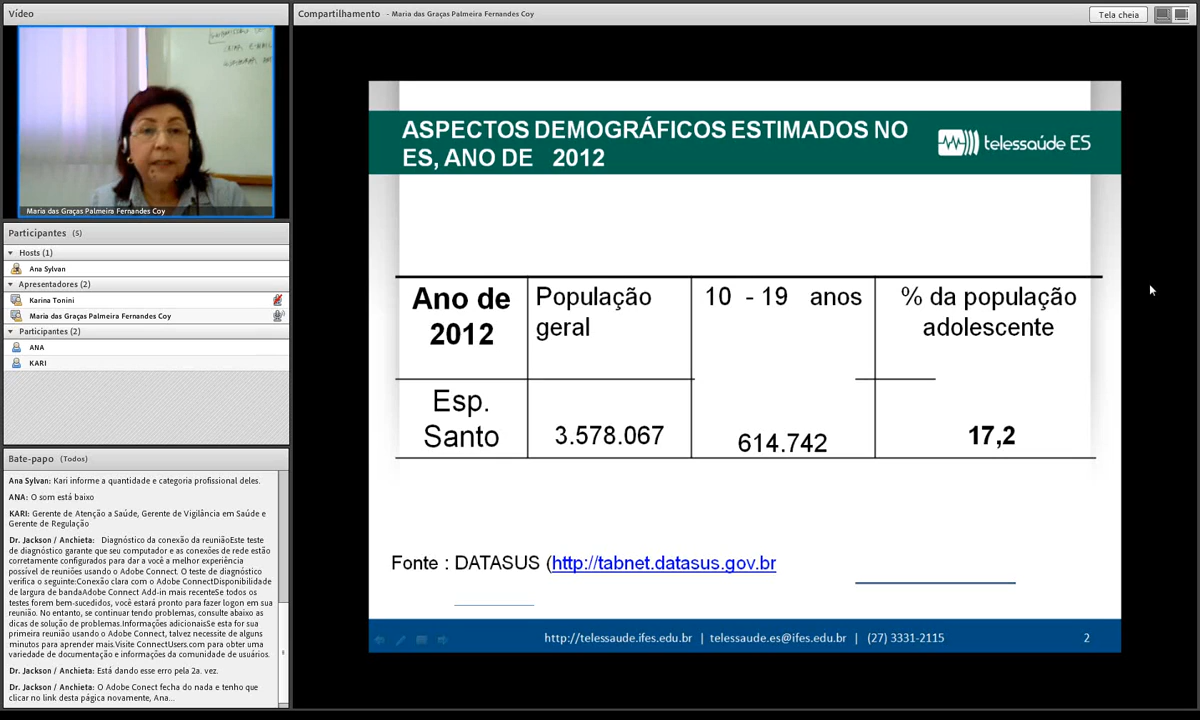 Vídeo
Maria das Graças Palmeira Fernandes Coy
Participantes (5)
Hosts (1)
Ana Sylvan
Apresentadores (2)
Karina Tonini
Maria das Graças Palmeira Fernandes Coy
Participantes (2)
ANA
KARI
Bate-papo (Todos)
Ana Sylvan: Kari informe a quantidade e categoria profissional deles.
ANA: O som está baixo
KARI: Gerente de Atenção a Saúde, Gerente de Vigilância em Saúde e
Gerente de Regulação
Dr. Jackson / Anchieta: Diagnóstico da conexão da reuniãoEste teste
de diagnóstico garante que seu computador e as conexões de rede estão
corretamente configurados para dar a você a melhor experiência
possível de reuniões usando o Adobe Connect. O teste de diagnóstico
verifica o seguinte:Conexão clara com o Adobe ConnectDisponibilidade
de largura de bandaAdobe Connect Add-in mais recenteSe todos os
testes forem bem-sucedidos, você estará pronto para fazer logon em sua
reunião. No entanto, se continuar tendo problemas, consulte abaixo as
dicas de solução de problemas.Informações adicionaisSe esta for sua
primeira reunião usando o Adobe Connect, talvez necessite de alguns
minutos para aprender mais.Visite ConnectUsers.com para obter uma
variedade de documentação e informações da comunidade de usuários.
Dr. Jackson / Anchieta: Está dando esse erro pela 2a. vez.
Dr. Jackson / Anchieta: O Adobe Conect fecha do nada e tenho que
clicar no link desta página novamente, Ana...
Compartilhamento - Maria das Graças Palmeira Fernandes Coy
Tela cheia
ASPECTOS DEMOGRÁFICOS ESTIMADOS NO
ES, ANO DE 2012
telessaúde ES
Ano de
2012
População
geral
10 - 19 anos
% da população
adolescente
Esp.
Santo
3.578.067
614.742
17,2
Fonte : DATASUS (http://tabnet.datasus.gov.br
http://telessaude.ifes.edu.br | telessaude.es@ifes.edu.br | (27) 3331-2115
2